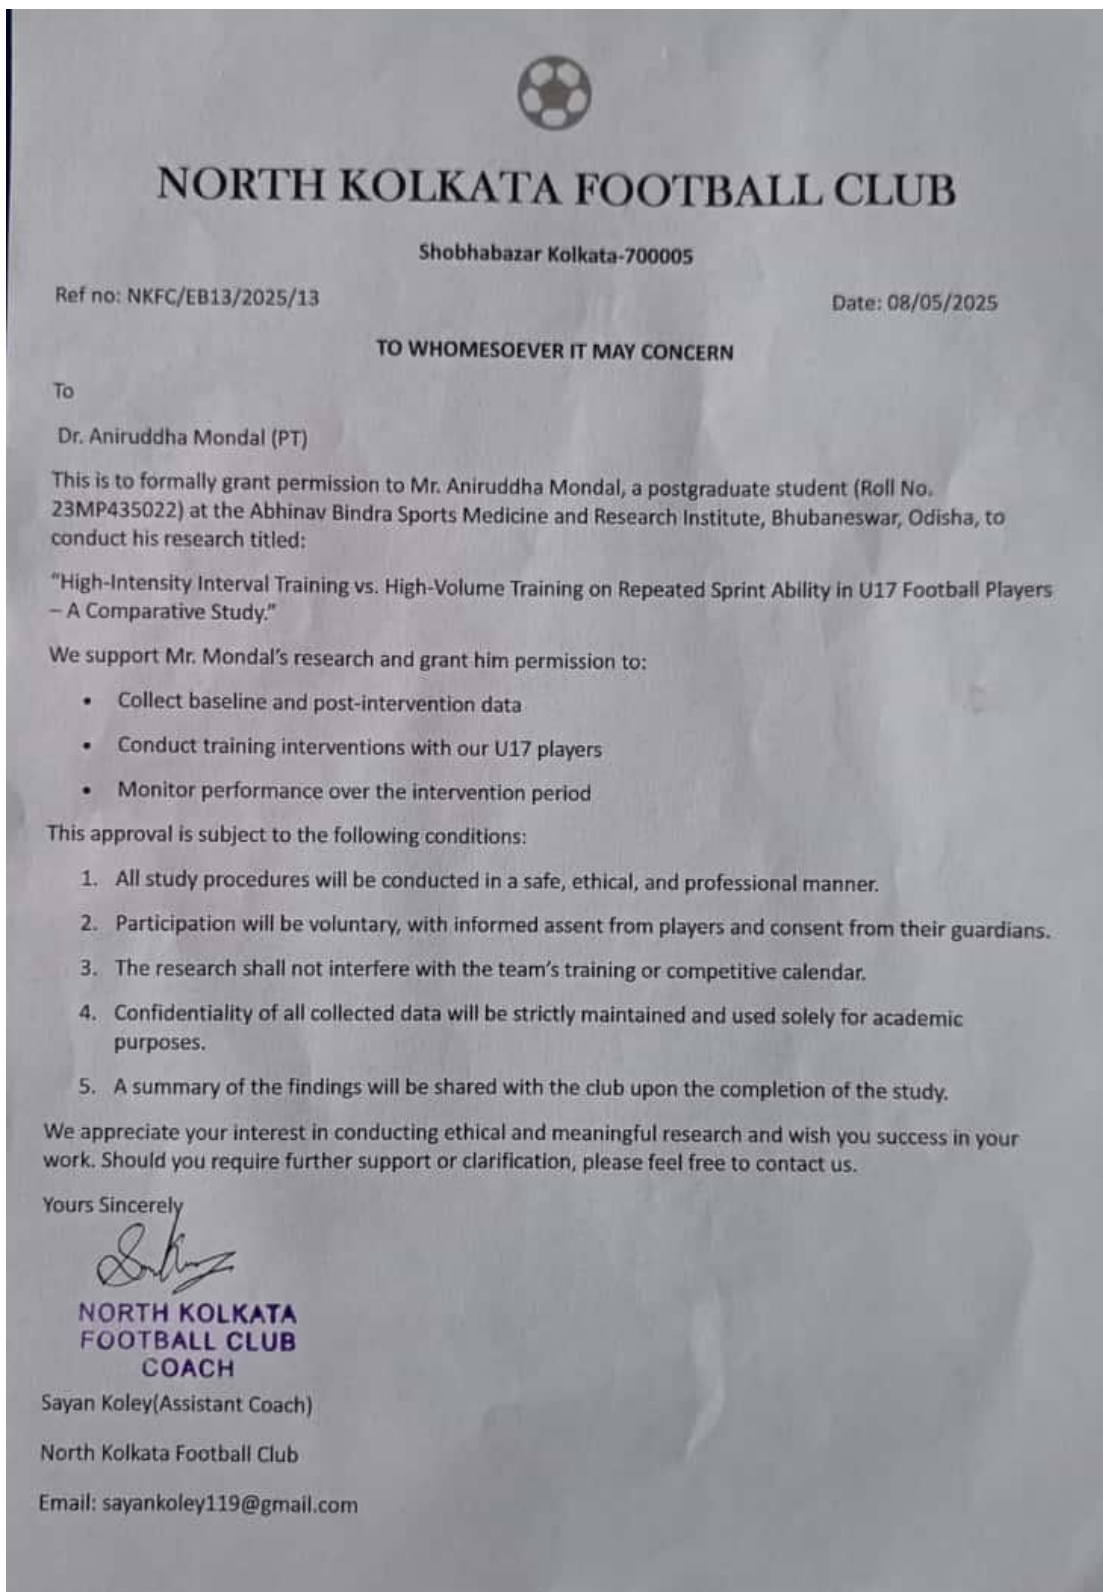 NORTH KOLKATA FOOTBALL CLUB
Shobhabazar Kolkata-700005
Ref no: NKFC/EB13/2025/13
Date: 08/05/2025
TO WHOMESOEVER IT MAY CONCERN
To
Dr. Aniruddha Mondal (PT)
This is to formally grant permission to Mr. Aniruddha Mondal, a postgraduate student (Roll No.
23MP435022) at the Abhinav Bindra Sports Medicine and Research Institute, Bhubaneswar, Odisha, to
conduct his research titled:
“High-Intensity Interval Training vs. High-Volume Training on Repeated Sprint Ability in U17 Football Players
– A Comparative Study.”
We support Mr. Mondal’s research and grant him permission to:
• Collect baseline and post-intervention data
• Conduct training interventions with our U17 players
• Monitor performance over the intervention period
This approval is subject to the following conditions:
1. All study procedures will be conducted in a safe, ethical, and professional manner.
2. Participation will be voluntary, with informed assent from players and consent from their guardians.
3. The research shall not interfere with the team’s training or competitive calendar.
4. Confidentiality of all collected data will be strictly maintained and used solely for academic
purposes.
5. A summary of the findings will be shared with the club upon the completion of the study.
We appreciate your interest in conducting ethical and meaningful research and wish you success in your
work. Should you require further support or clarification, please feel free to contact us.
Yours Sincerely
NORTH KOLKATA
FOOTBALL CLUB
COACH
Sayan Koley(Assistant Coach)
North Kolkata Football Club
Email: sayankoley119@gmail.com